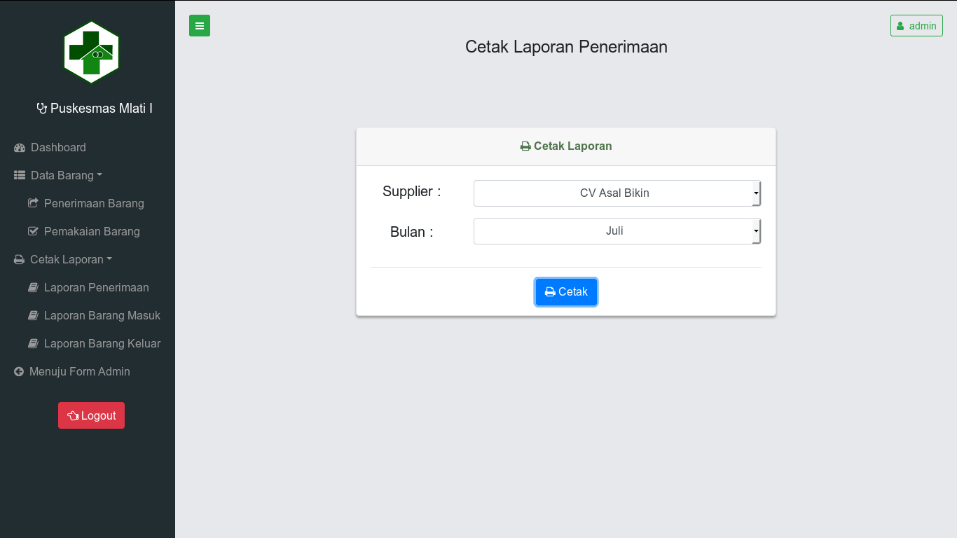 Puskesmas Mlati I
Dashboard
Data Barang
Penerimaan Barang
Pemakaian Barang
Cetak Laporan
Laporan Penerimaan
Laporan Barang Masuk
Laporan Barang Keluar
Menuju Form Admin
Logout
admin
Cetak Laporan Penerimaan
Cetak Laporan
Supplier : CV Asal Bikin
Bulan : Juli
Cetak